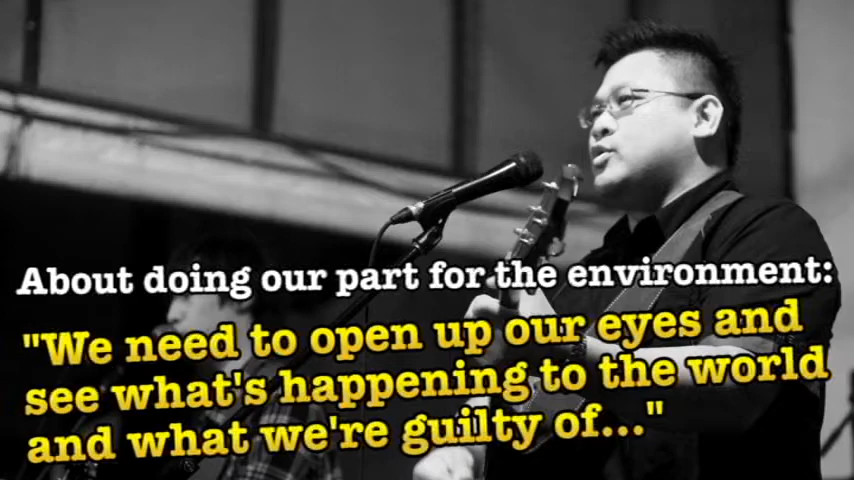 About doing our part for the environment:
"We need to open up our eyes and
see what's happening to the world
and what we're guilty of..."